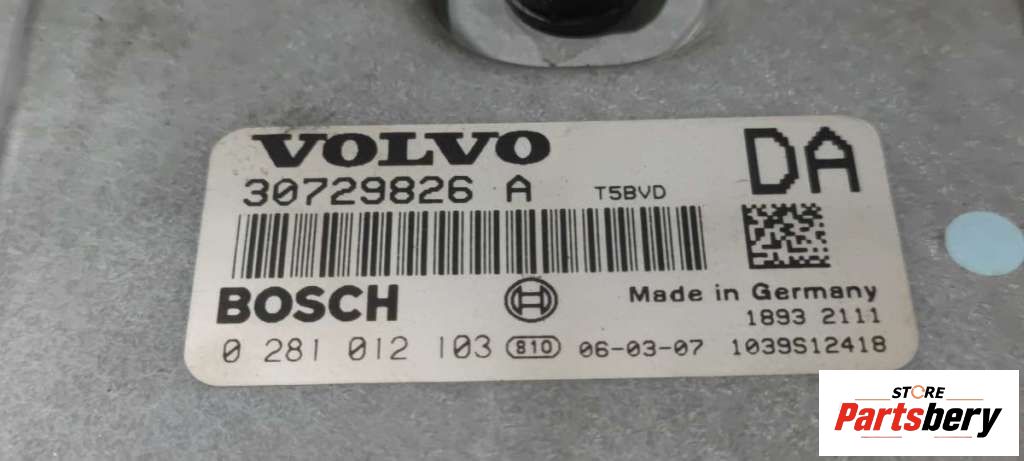 VOLVO
DA
30729826 A T5BVD
BOSCH
Made in Germany
1893 2111
0 281 012 103 810 06-03-07 1039S12418
STORE
Partsbery